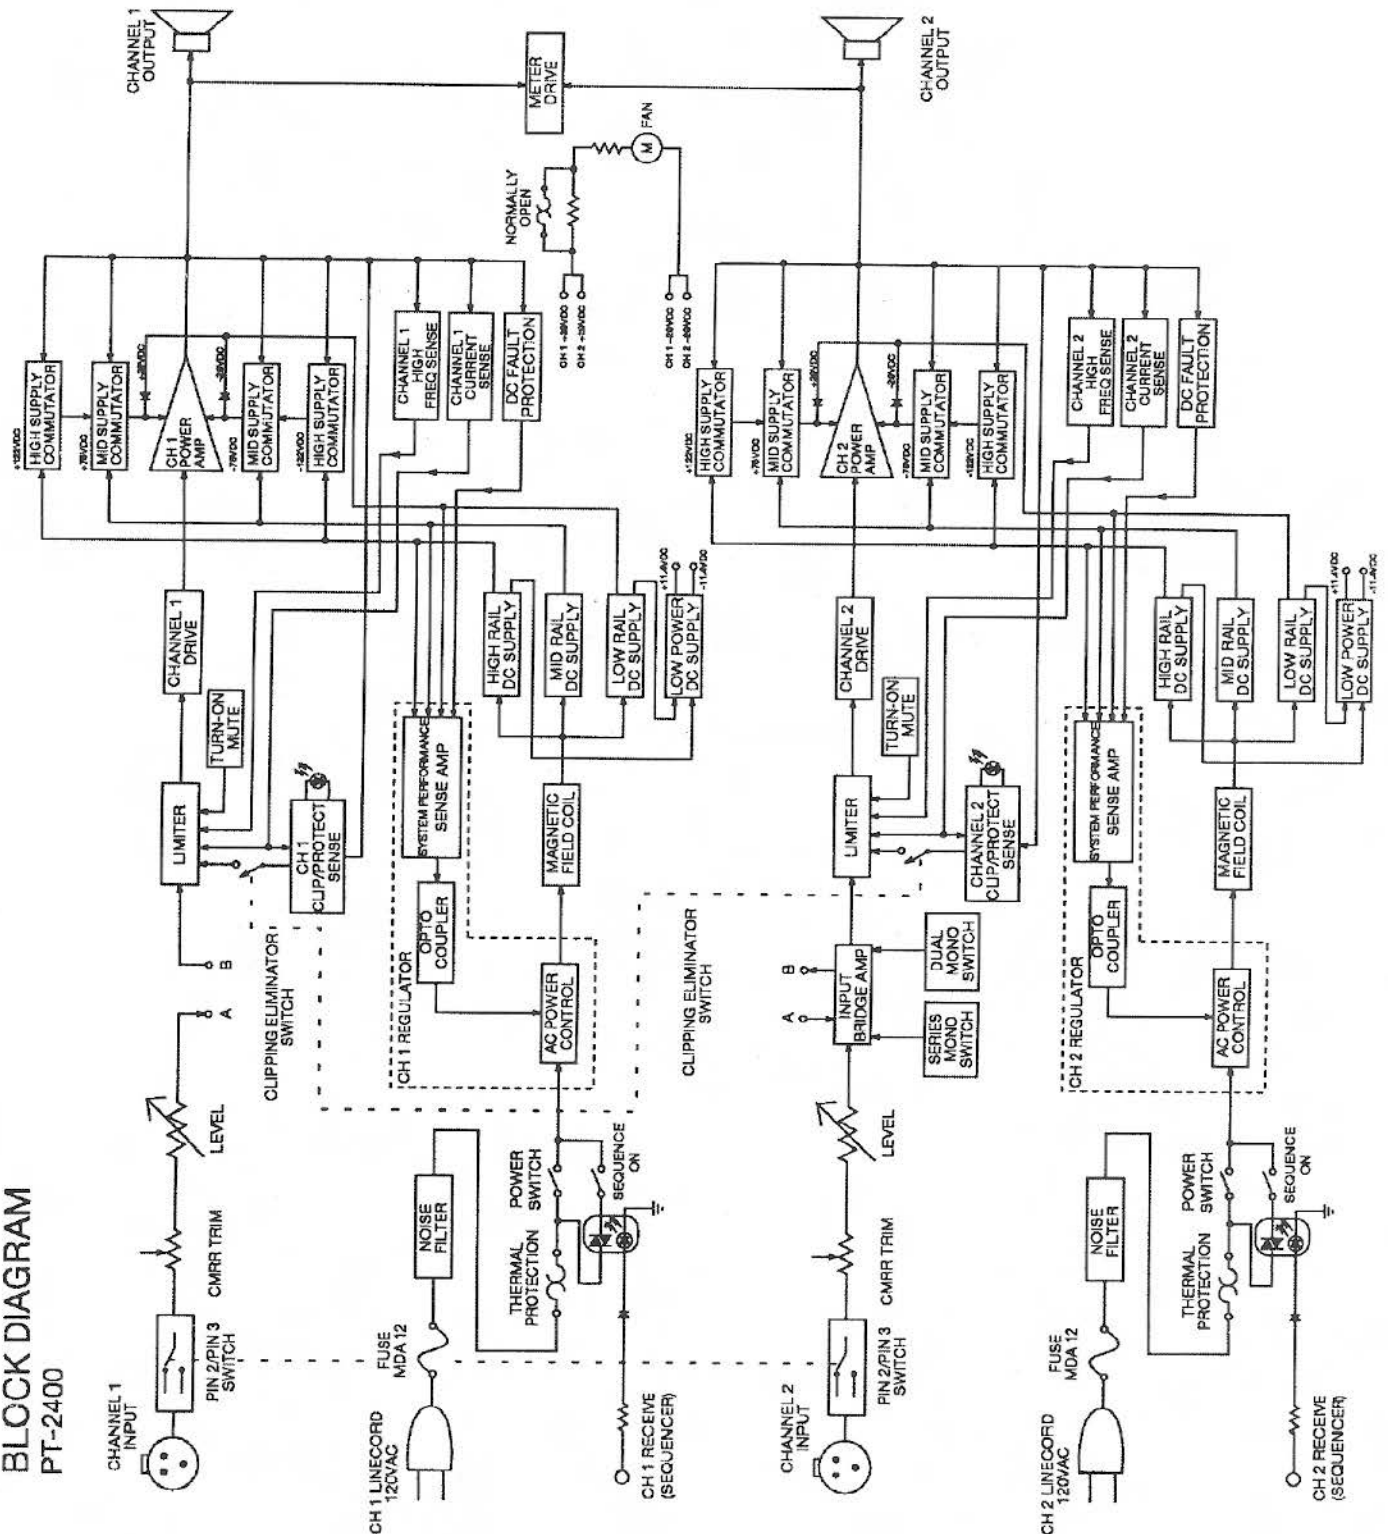 BLOCK DIAGRAM
PT-2400
CHANNEL 1
INPUT
PIN 2/PIN 3
SWITCH
CMRR TRIM
LEVEL
A
B
CLIPPING ELIMINATOR
SWITCH
LIMITER
TURN-ON
MUTE
CH 1
CLIP/PROTECT
SENSE
CHANNEL 1
DRIVE
+122VDC
HIGH SUPPLY
COMMUTATOR
+70VDC
MID SUPPLY
COMMUTATOR
CH 1
POWER
AMP
-70VDC
MID SUPPLY
COMMUTATOR
-122VDC
HIGH SUPPLY
COMMUTATOR
CHANNEL 1
HIGH
FREQ SENSE
CHANNEL 1
CURRENT
SENSE
DC FAULT
PROTECTION
CHANNEL 1
OUTPUT
CH 1 LINECORD
120VAC
FUSE
MDA 12
NOISE
FILTER
THERMAL
PROTECTION
POWER
SWITCH
SEQUENCE
ON
CH 1 RECEIVE
(SEQUENCER)
CH 1 REGULATOR
AC POWER
CONTROL
OPTO
COUPLER
SYSTEM PERFORMANCE
SENSE AMP
MAGNETIC
FIELD COIL
HIGH RAIL
DC SUPPLY
MID RAIL
DC SUPPLY
LOW RAIL
DC SUPPLY
LOW POWER
DC SUPPLY
NORMALLY
OPEN
M
FAN
METER
DRIVE
CHANNEL 2
INPUT
PIN 2/PIN 3
SWITCH
CMRR TRIM
LEVEL
CLIPPING ELIMINATOR
SWITCH
A
B
INPUT
BRIDGE AMP
SERIES
MONO
SWITCH
DUAL
MONO
SWITCH
LIMITER
TURN-ON
MUTE
CHANNEL 2
CLIP/PROTECT
SENSE
CHANNEL 2
DRIVE
+122VDC
HIGH SUPPLY
COMMUTATOR
+70VDC
MID SUPPLY
COMMUTATOR
CH 2
POWER
AMP
-70VDC
MID SUPPLY
COMMUTATOR
-122VDC
HIGH SUPPLY
COMMUTATOR
CHANNEL 2
HIGH
FREQ SENSE
CHANNEL 2
CURRENT
SENSE
DC FAULT
PROTECTION
CHANNEL 2
OUTPUT
CH 2 LINECORD
120VAC
FUSE
MDA 12
NOISE
FILTER
THERMAL
PROTECTION
POWER
SWITCH
SEQUENCE
ON
CH 2 RECEIVE
(SEQUENCER)
CH 2 REGULATOR
AC POWER
CONTROL
OPTO
COUPLER
SYSTEM PERFORMANCE
SENSE AMP
MAGNETIC
FIELD COIL
HIGH RAIL
DC SUPPLY
MID RAIL
DC SUPPLY
LOW RAIL
DC SUPPLY
LOW POWER
DC SUPPLY